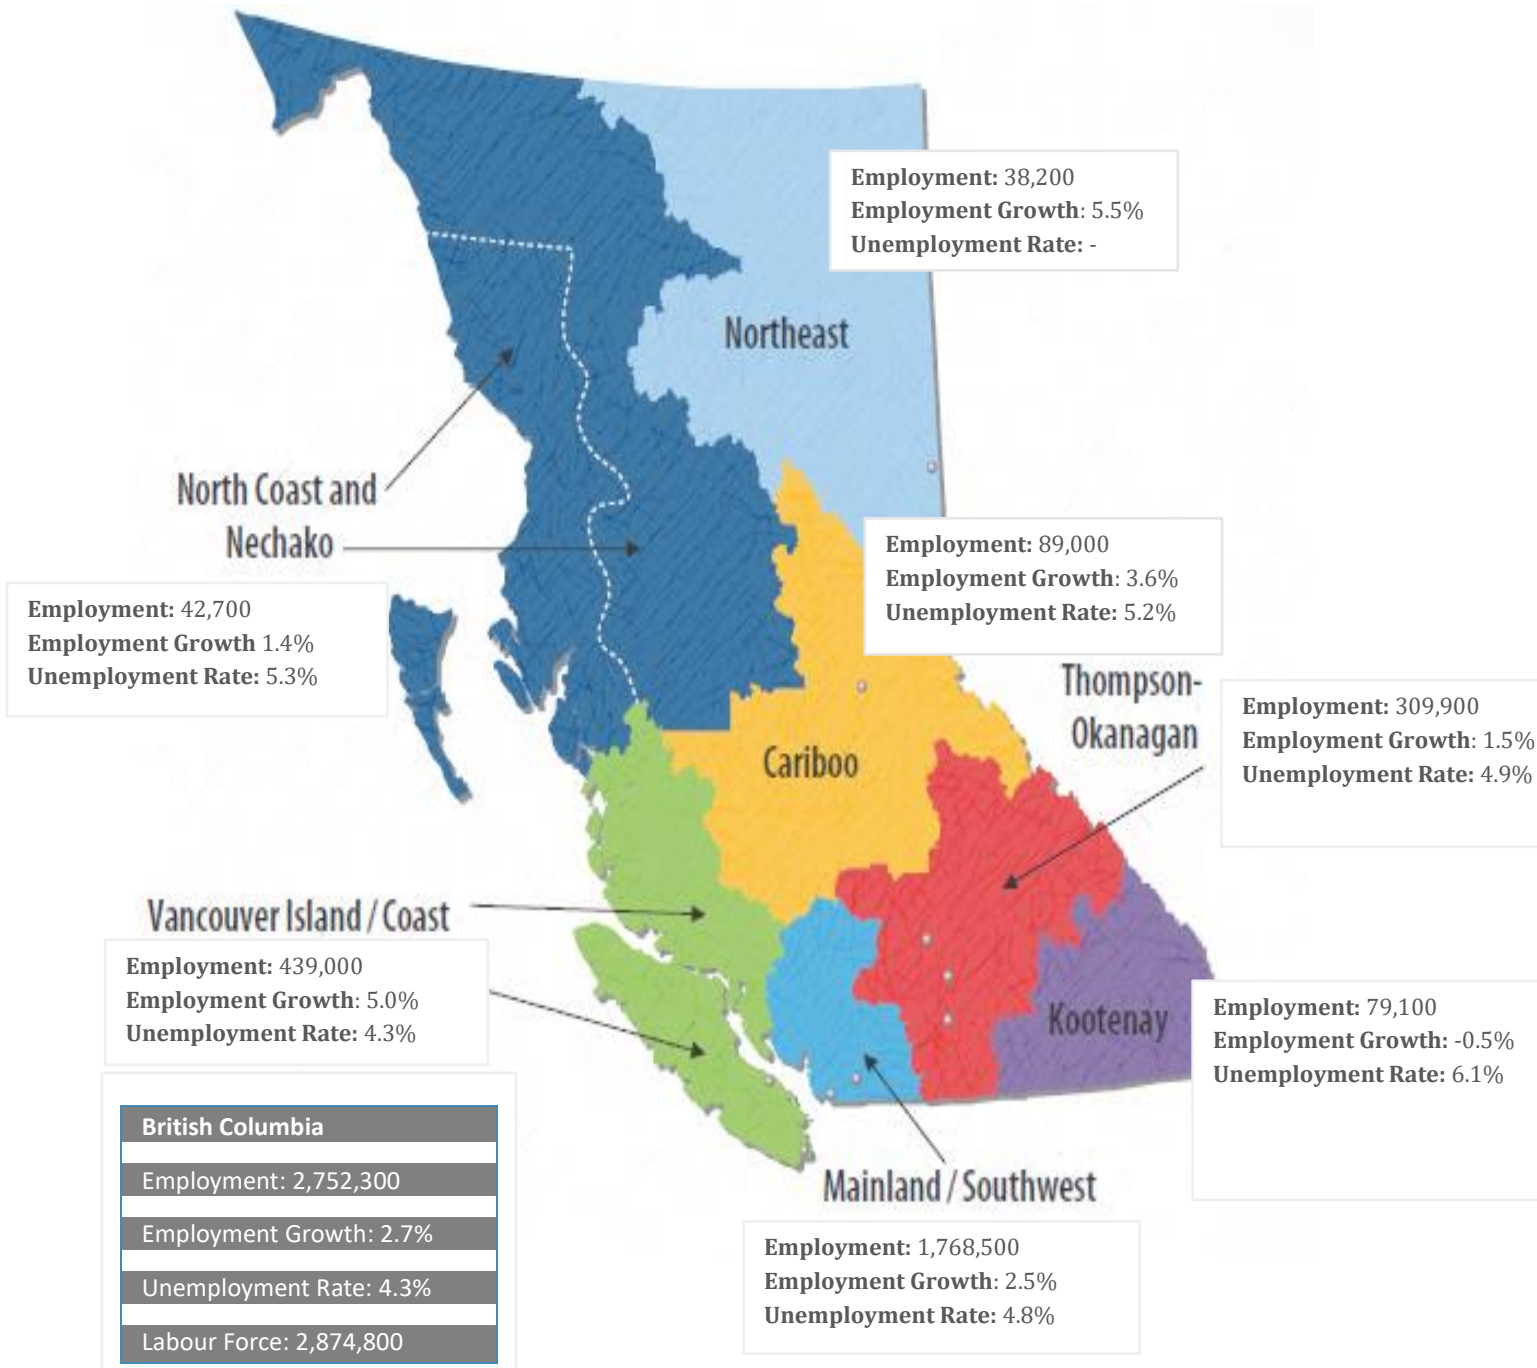 Employment: 38,200
Employment Growth: 5.5%
Unemployment Rate: -
Northeast
North Coast and
Nechako
Employment: 42,700
Employment Growth 1.4%
Unemployment Rate: 5.3%
Employment: 89,000
Employment Growth: 3.6%
Unemployment Rate: 5.2%
Cariboo
Thompson-
Okanagan
Employment: 309,900
Employment Growth: 1.5%
Unemployment Rate: 4.9%
Vancouver Island / Coast
Employment: 439,000
Employment Growth: 5.0%
Unemployment Rate: 4.3%
Kootenay
Employment: 79,100
Employment Growth: -0.5%
Unemployment Rate: 6.1%
Mainland / Southwest
Employment: 1,768,500
Employment Growth: 2.5%
Unemployment Rate: 4.8%
British Columbia
Employment: 2,752,300
Employment Growth: 2.7%
Unemployment Rate: 4.3%
Labour Force: 2,874,800